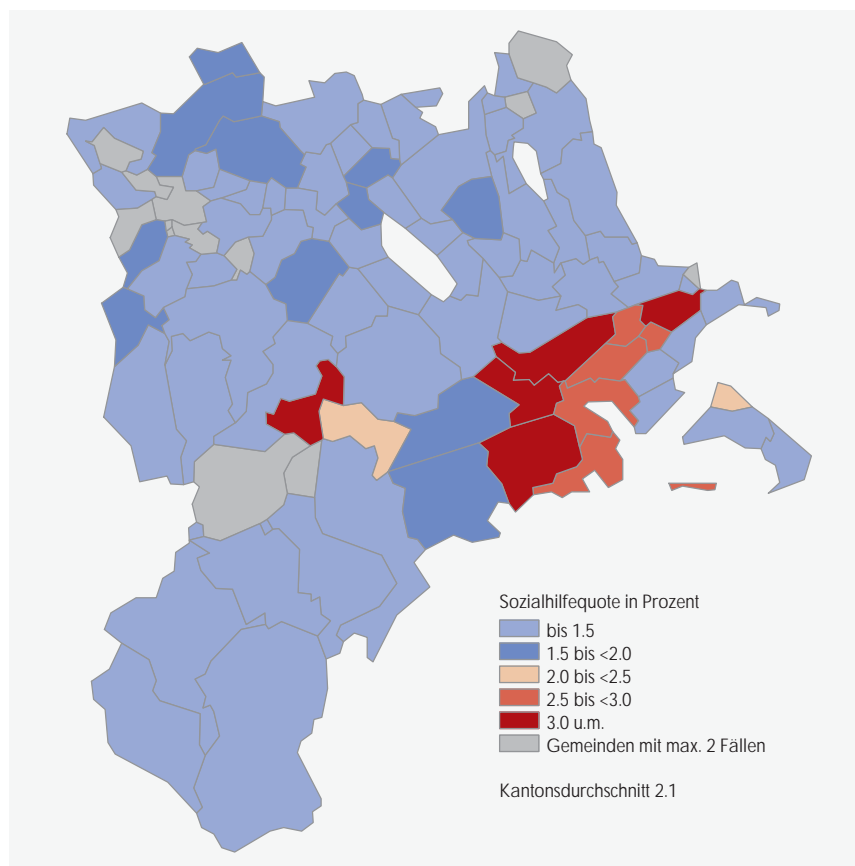 Sozialhilfequote in Prozent
bis 1.5
1.5 bis <2.0
2.0 bis <2.5
2.5 bis <3.0
3.0 u.m.
Gemeinden mit max. 2 Fällen
Kantonsdurchschnitt 2.1